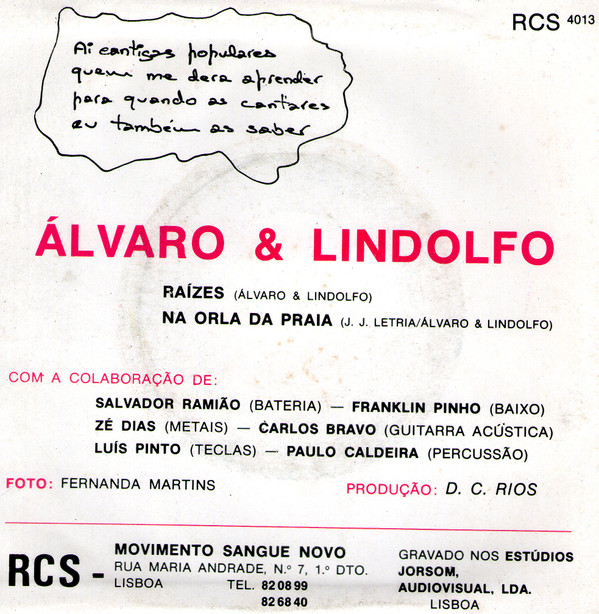 RCS 4013
Ai cantigas populares
quem me dera aprender
para quando as cantares
eu também as saber
ÁLVARO & LINDOLFO
RAÍZES (ÁLVARO & LINDOLFO)
NA ORLA DA PRAIA (J. J. LETRIA/ÁLVARO & LINDOLFO)
COM A COLABORAÇÃO DE:
SALVADOR RAMIÃO (BATERIA) — FRANKLIN PINHO (BAIXO)
ZÉ DIAS (METAIS) — CARLOS BRAVO (GUITARRA ACÚSTICA)
LUÍS PINTO (TECLAS) — PAULO CALDEIRA (PERCUSSÃO)
FOTO: FERNANDA MARTINS
PRODUÇÃO: D. C. RIOS
RCS -
MOVIMENTO SANGUE NOVO
RUA MARIA ANDRADE, N.º 7, 1.º DTO.
LISBOA TEL. 82 08 99
82 68 40
GRAVADO NOS ESTÚDIOS
JORSOM,
AUDIOVISUAL, LDA.
LISBOA